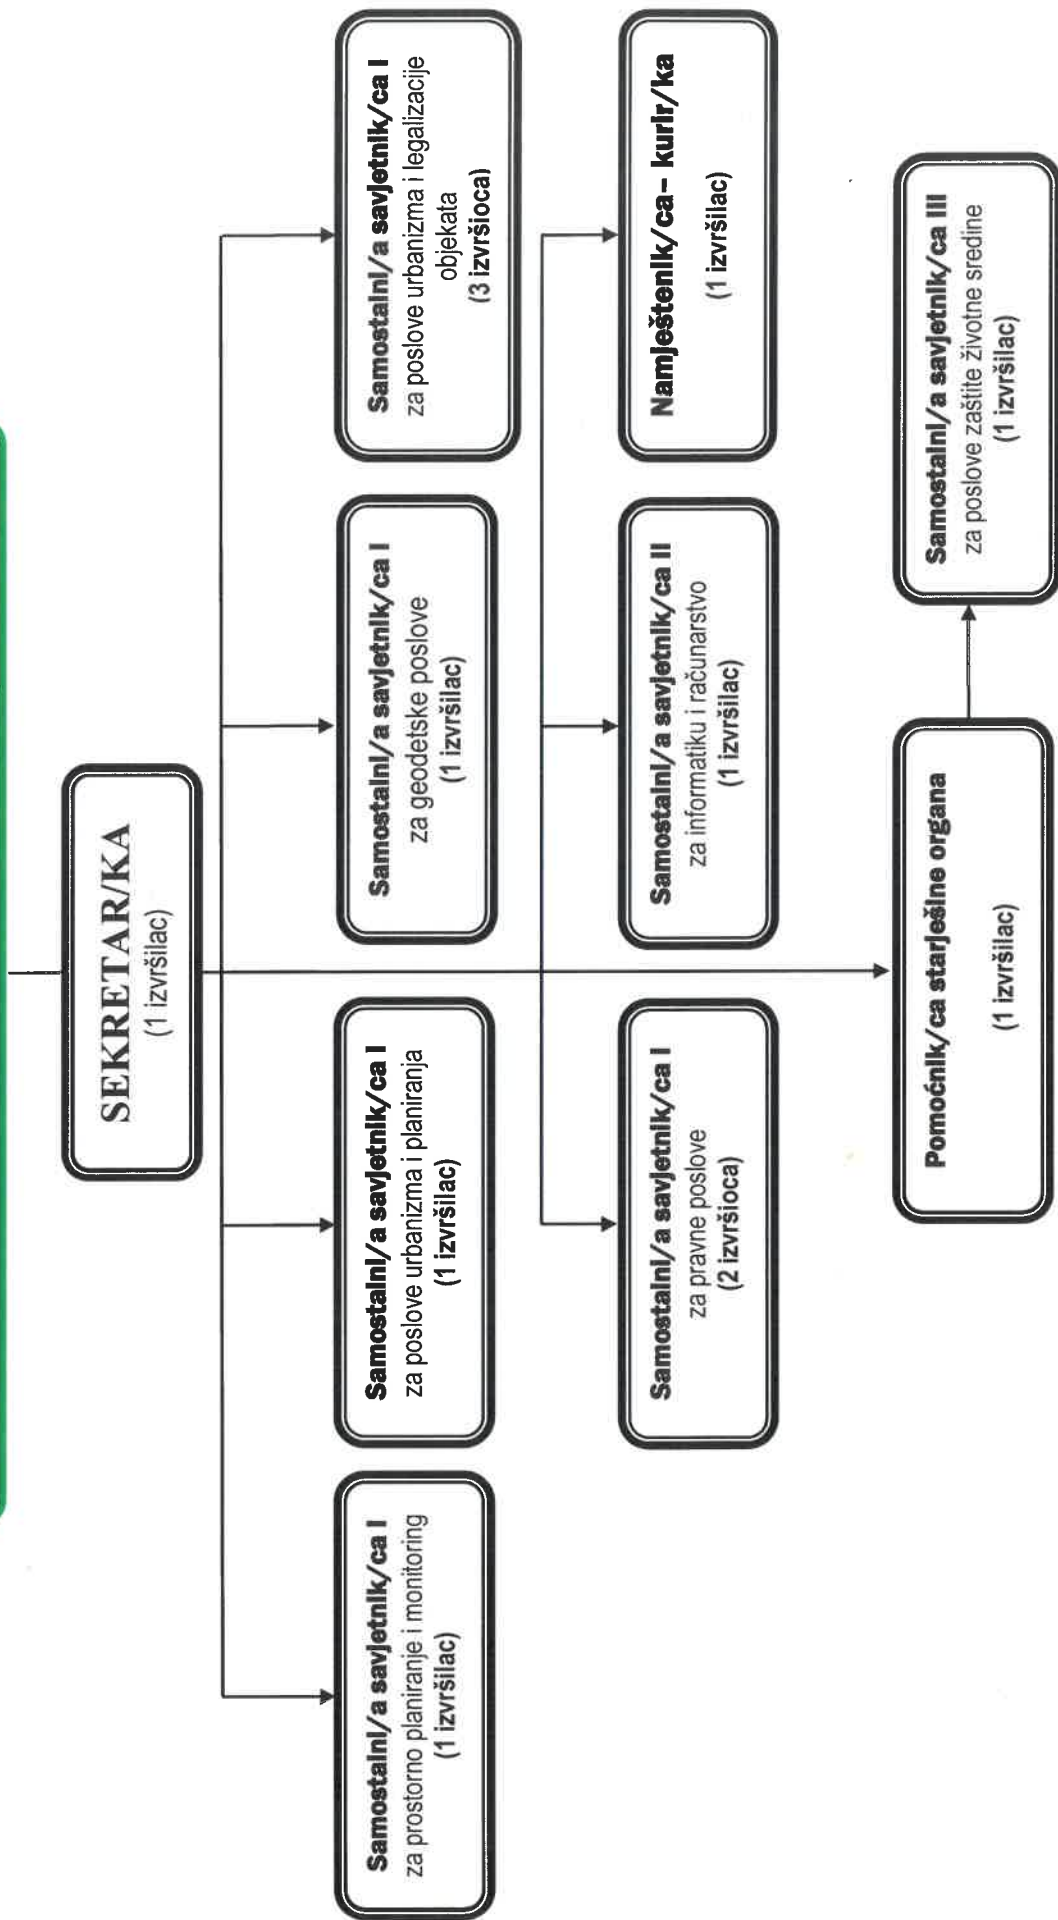 SEKRETAR/KA
(1 izvršilac)
Samostalni/a savjetnik/ca I
za prostorno planiranje i monitoring
(1 izvršilac)
Samostalni/a savjetnik/ca I
za poslove urbanizma i planiranja
(1 izvršilac)
Samostalni/a savjetnik/ca I
za geodetske poslove
(1 izvršilac)
Samostalni/a savjetnik/ca I
za poslove urbanizma i legalizacije
objekata
(3 izvršioca)
Samostalni/a savjetnik/ca I
za pravne poslove
(2 izvršioca)
Samostalni/a savjetnik/ca II
za informatiku i računarstvo
(1 izvršilac)
Namještenik/ca– kurir/ka
(1 izvršilac)
Pomoćnik/ca starješine organa
(1 izvršilac)
Samostalni/a savjetnik/ca III
za poslove zaštite životne sredine
(1 izvršilac)